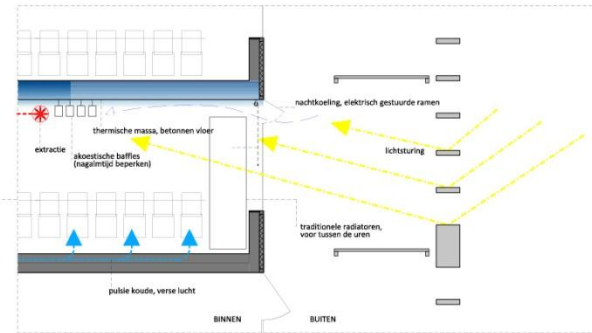 nachtkoeling, elektrisch gestuurde ramen
thermische massa, betonnen vloer
extractie
akoestische baffles
(nagalmtijd beperken)
lichtsturing
traditionele radiatoren,
voor tussen de uren
pulsie koude, verse lucht
BINNEN
BUITEN